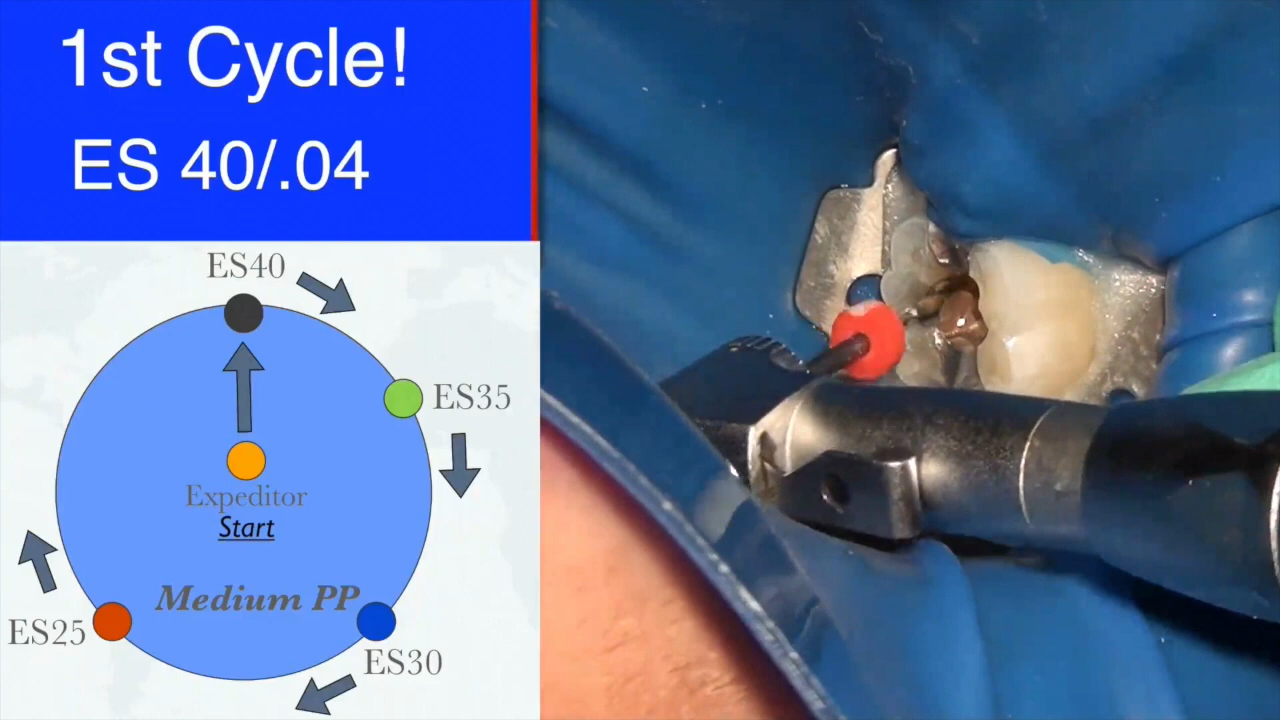 1st Cycle!
ES 40/.04
ES40
ES35
Expeditor
Start
Medium PP
ES25
ES30